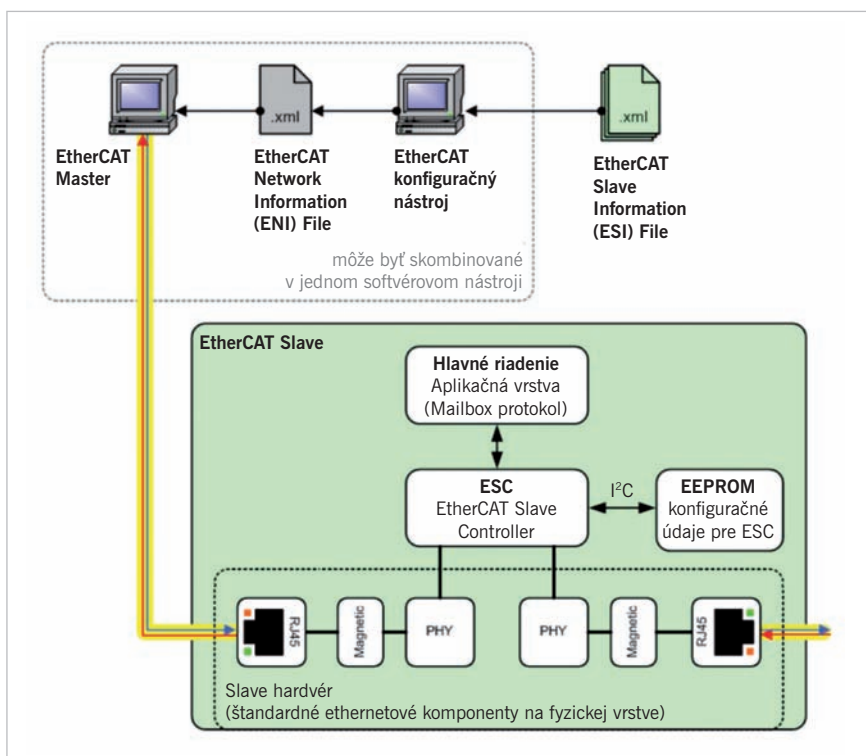 .xml
.xml
EtherCAT
Master
EtherCAT
Network
Information
(ENI) File
EtherCAT
konfiguračný
nástroj
EtherCAT
Slave
Information
(ESI) File
môže byť skombinované
v jednom softvérovom nástroji
EtherCAT Slave
Hlavné riadenie
Aplikačná vrstva
(Mailbox protokol)
ESC
EtherCAT Slave
Controller
I²C
EEPROM
konfiguračné
údaje pre ESC
RJ45
Magnetic
PHY
PHY
Magnetic
RJ45
Slave hardvér
(štandardné ethernetové komponenty na fyzickej vrstve)